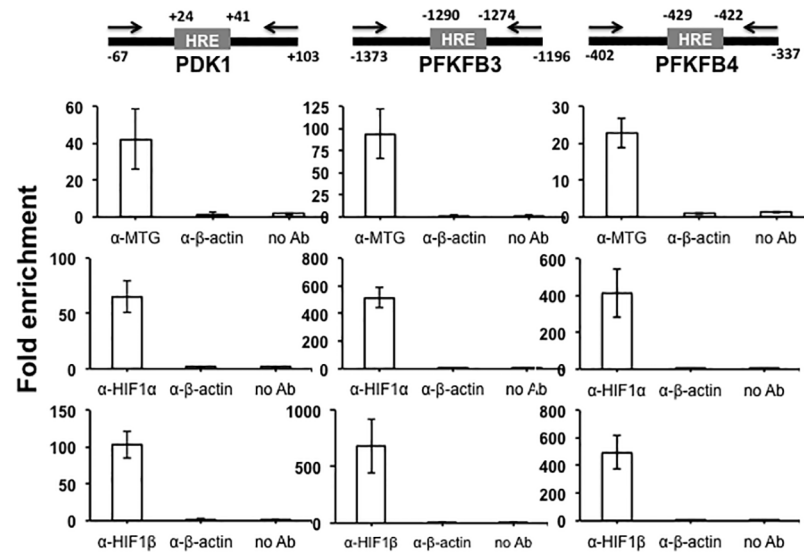 +24 +41 -1290 -1274 -429 -422
HRE HRE HRE
-67 +103 -1373 -1196 -402 -337
PDK1 PFKFB3 PFKFB4
Fold enrichment
60
40
20
0
α-MTG α-β-actin no Ab
125
100
75
50
25
0
α-MTG α-β-actin no Ab
30
20
10
0
α-MTG α-β-actin no Ab
100
50
0
α-HIF1α α-β-actin no Ab
800
600
400
200
0
α-HIF1α α-β-actin no Ab
600
400
200
0
α-HIF1α α-β-actin no Ab
150
100
50
0
α-HIF1β α-β-actin no Ab
1000
500
0
α-HIF1β α-β-actin no Ab
800
600
400
200
0
α-HIF1β α-β-actin no Ab